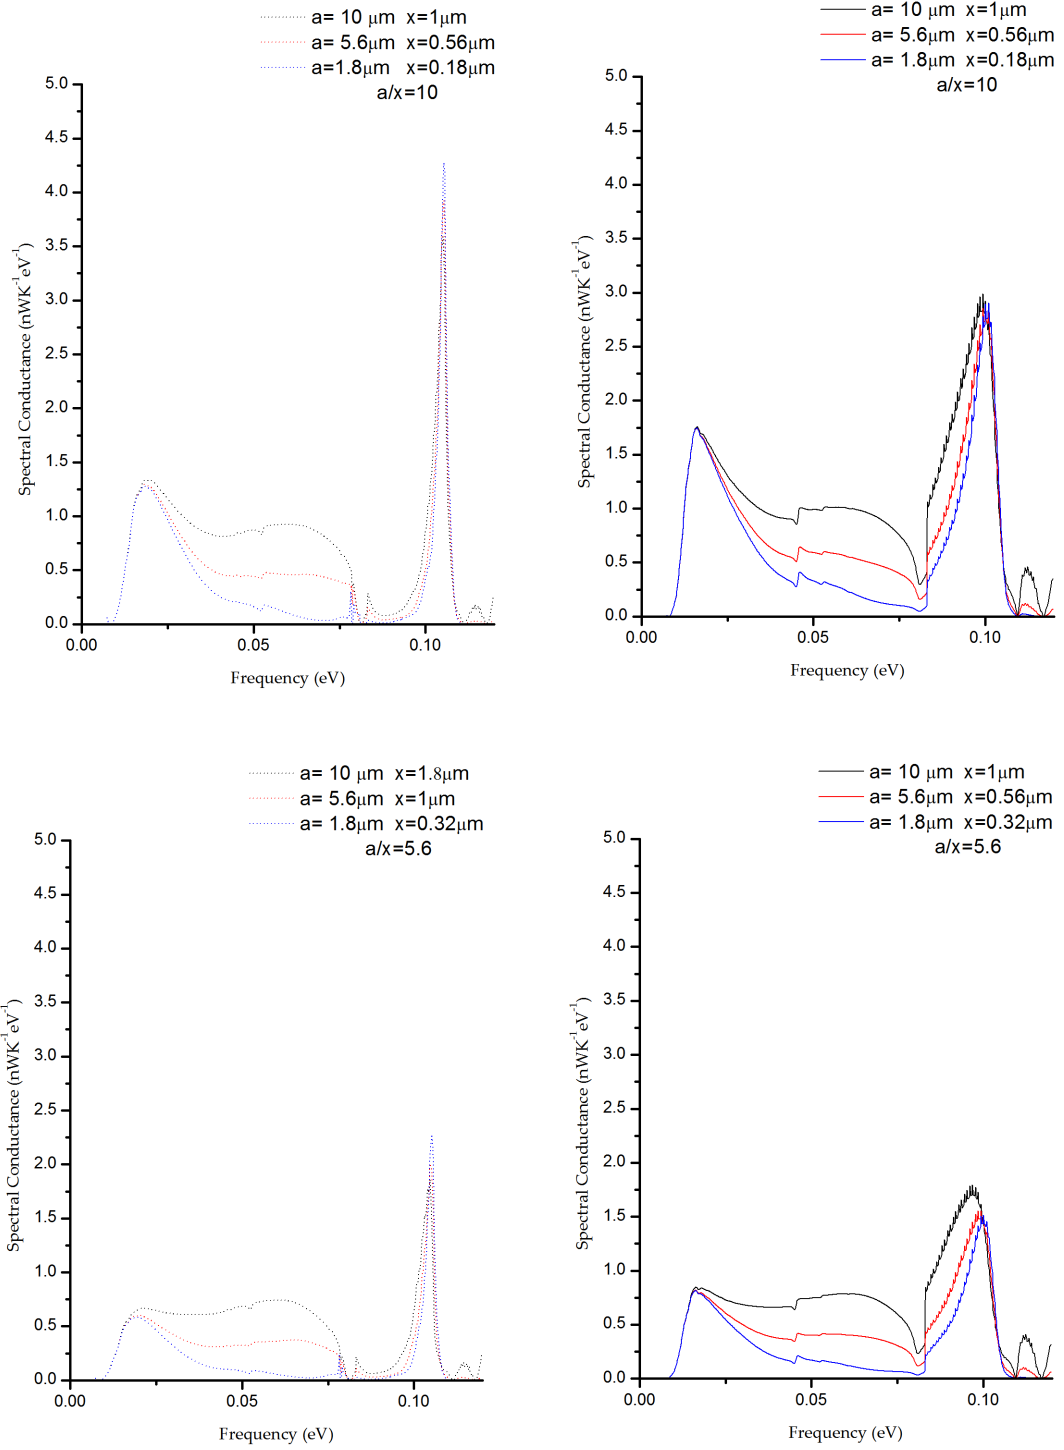 a= 10 μm x=1μm
a= 5.6μm x=0.56μm
a=1.8μm x=0.18μm
a/x=10
5.0
4.5
4.0
3.5
3.0
2.5
2.0
1.5
1.0
0.5
0.0
0.00
0.05
0.10
Spectral Conductance (nWK⁻¹eV⁻¹)
Frequency (eV)
a= 10 μm x=1μm
a= 5.6μm x=0.56μm
a= 1.8μm x=0.18μm
a/x=10
5.0
4.5
4.0
3.5
3.0
2.5
2.0
1.5
1.0
0.5
0.0
0.00
0.05
0.10
Spectral Conductance (nWK⁻¹eV⁻¹)
Frequency (eV)
a= 10 μm x=1.8μm
a= 5.6μm x=1μm
a= 1.8μm x=0.32μm
a/x=5.6
5.0
4.5
4.0
3.5
3.0
2.5
2.0
1.5
1.0
0.5
0.0
0.00
0.05
0.10
Spectral Conductance (nWK⁻¹eV⁻¹)
Frequency (eV)
a= 10 μm x=1μm
a= 5.6μm x=0.56μm
a= 1.8μm x=0.32μm
a/x=5.6
5.0
4.5
4.0
3.5
3.0
2.5
2.0
1.5
1.0
0.5
0.0
0.00
0.05
0.10
Spectral Conductance (nWK⁻¹eV⁻¹)
Frequency (eV)